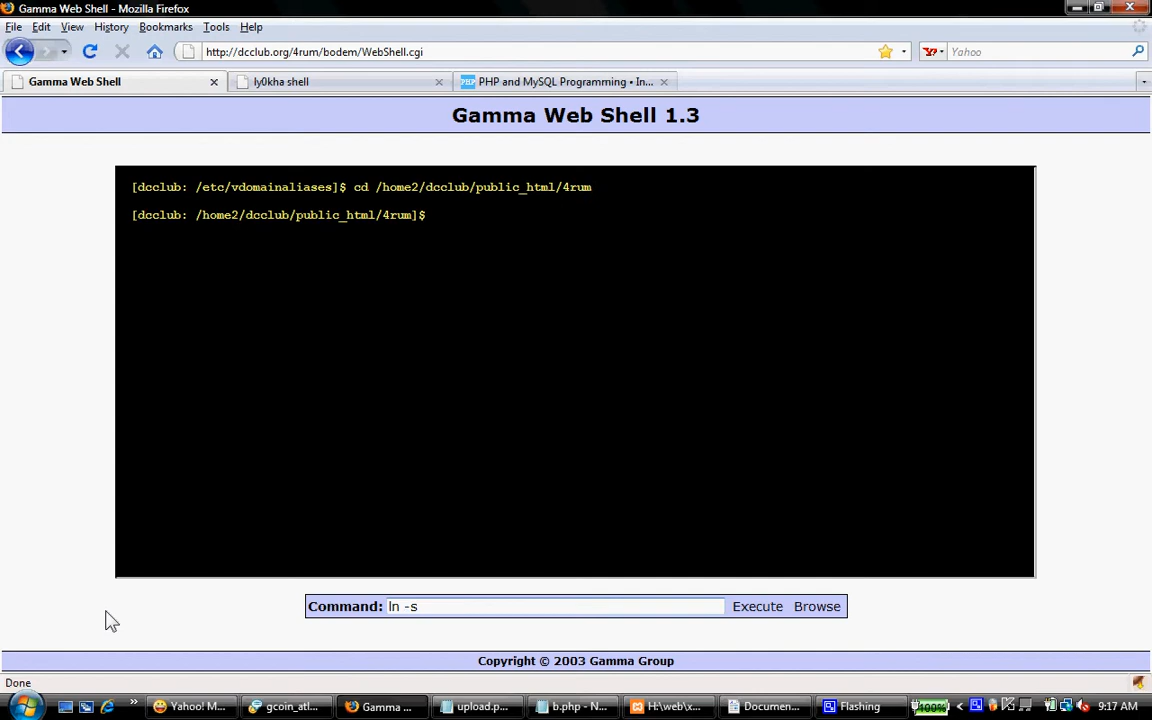 Gamma Web Shell - Mozilla Firefox
File Edit View History Bookmarks Tools Help
http://dcclub.org/4rum/bodem/WebShell.cgi
Yahoo
Gamma Web Shell
ly0kha shell
PHP and MySQL Programming • In...
Gamma Web Shell 1.3
[dcclub: /etc/vdomainaliases]$ cd /home2/dcclub/public_html/4rum
[dcclub: /home2/dcclub/public_html/4rum]$
Command: ln -s Execute Browse
Copyright © 2003 Gamma Group
Done
Yahoo! M... gcoin_atl... Gamma ... upload.p... b.php - N... H:\web\x... Documen... Flashing 100% 9:17 AM